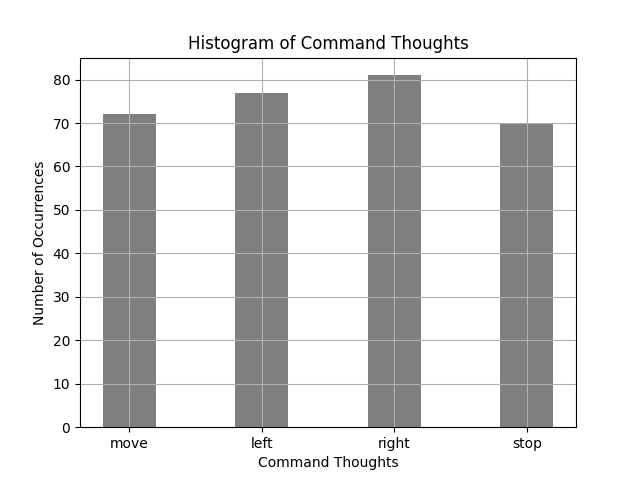 Histogram of Command Thoughts
Number of Occurrences
80
70
60
50
40
30
20
10
0
move left right stop
Command Thoughts